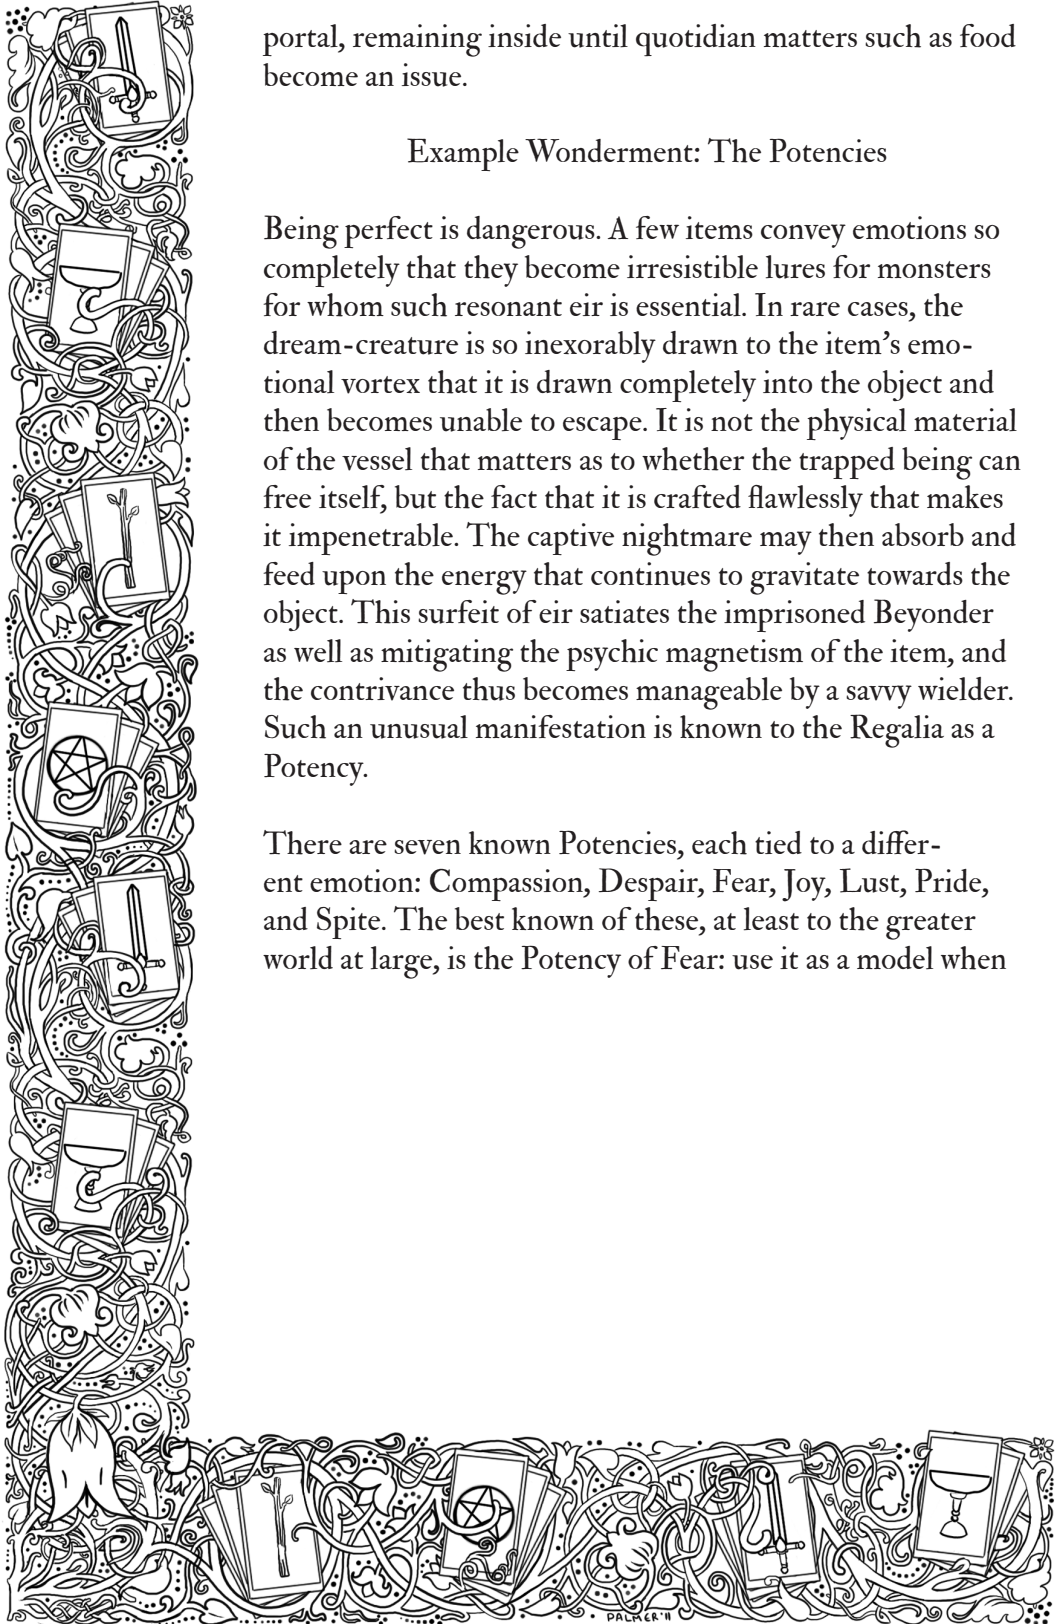 portal, remaining inside until quotidian matters such as food
become an issue.
Example Wonderment: The Potencies
Being perfect is dangerous. A few items convey emotions so
completely that they become irresistible lures for monsters
for whom such resonant eir is essential. In rare cases, the
dream-creature is so inexorably drawn to the item’s emo-
tional vortex that it is drawn completely into the object and
then becomes unable to escape. It is not the physical material
of the vessel that matters as to whether the trapped being can
free itself, but the fact that it is crafted flawlessly that makes
it impenetrable. The captive nightmare may then absorb and
feed upon the energy that continues to gravitate towards the
object. This surfeit of eir satiates the imprisoned Beyonder
as well as mitigating the psychic magnetism of the item, and
the contrivance thus becomes manageable by a savvy wielder.
Such an unusual manifestation is known to the Regalia as a
Potency.
There are seven known Potencies, each tied to a differ-
ent emotion: Compassion, Despair, Fear, Joy, Lust, Pride,
and Spite. The best known of these, at least to the greater
world at large, is the Potency of Fear: use it as a model when
PALMER '11